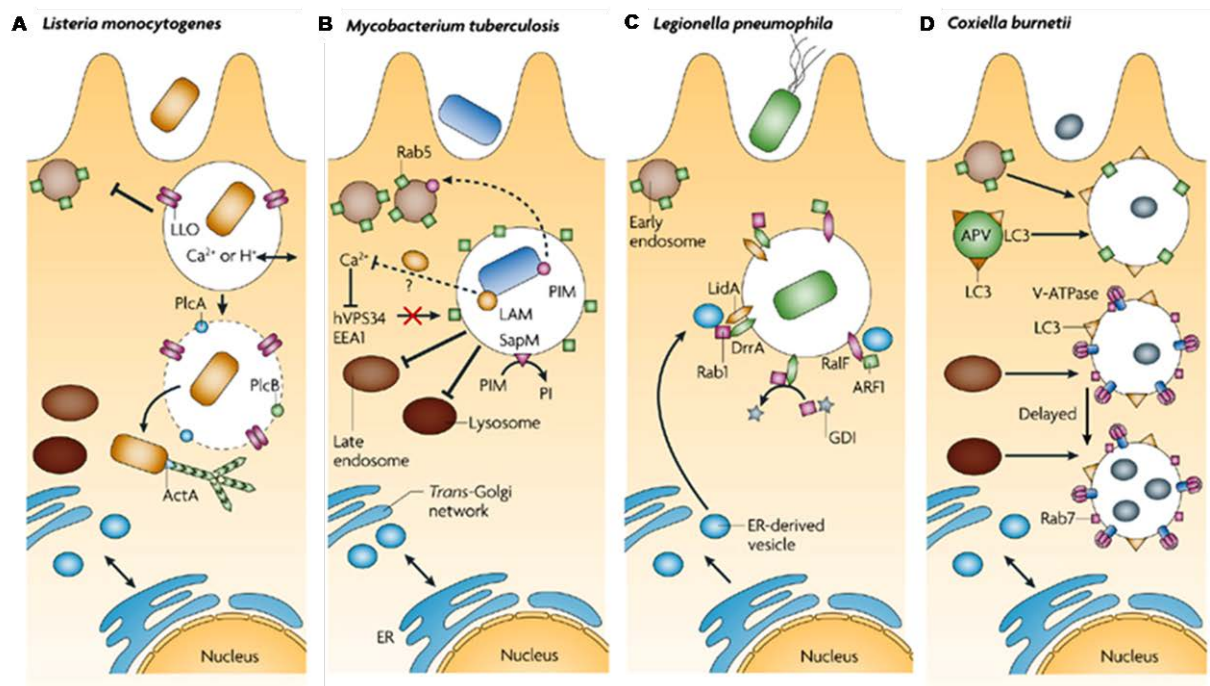 A Listeria monocytogenes
LLO
Ca²⁺ or H⁺
PlcA
PlcB
ActA
B Mycobacterium tuberculosis
Rab5
Ca²⁺
?
PIM
LAM
hVPS34
EEA1
SapM
PIM
PI
Lysosome
Late
endosome
Trans-Golgi
network
ER
C Legionella pneumophila
Early
endosome
LidA
DrrA
Rab1
RalF
ARF1
GDI
ER-derived
vesicle
D Coxiella burnetii
APV
LC3
LC3
V-ATPase
LC3
Delayed
Rab7
Nucleus
Nucleus
Nucleus
Nucleus